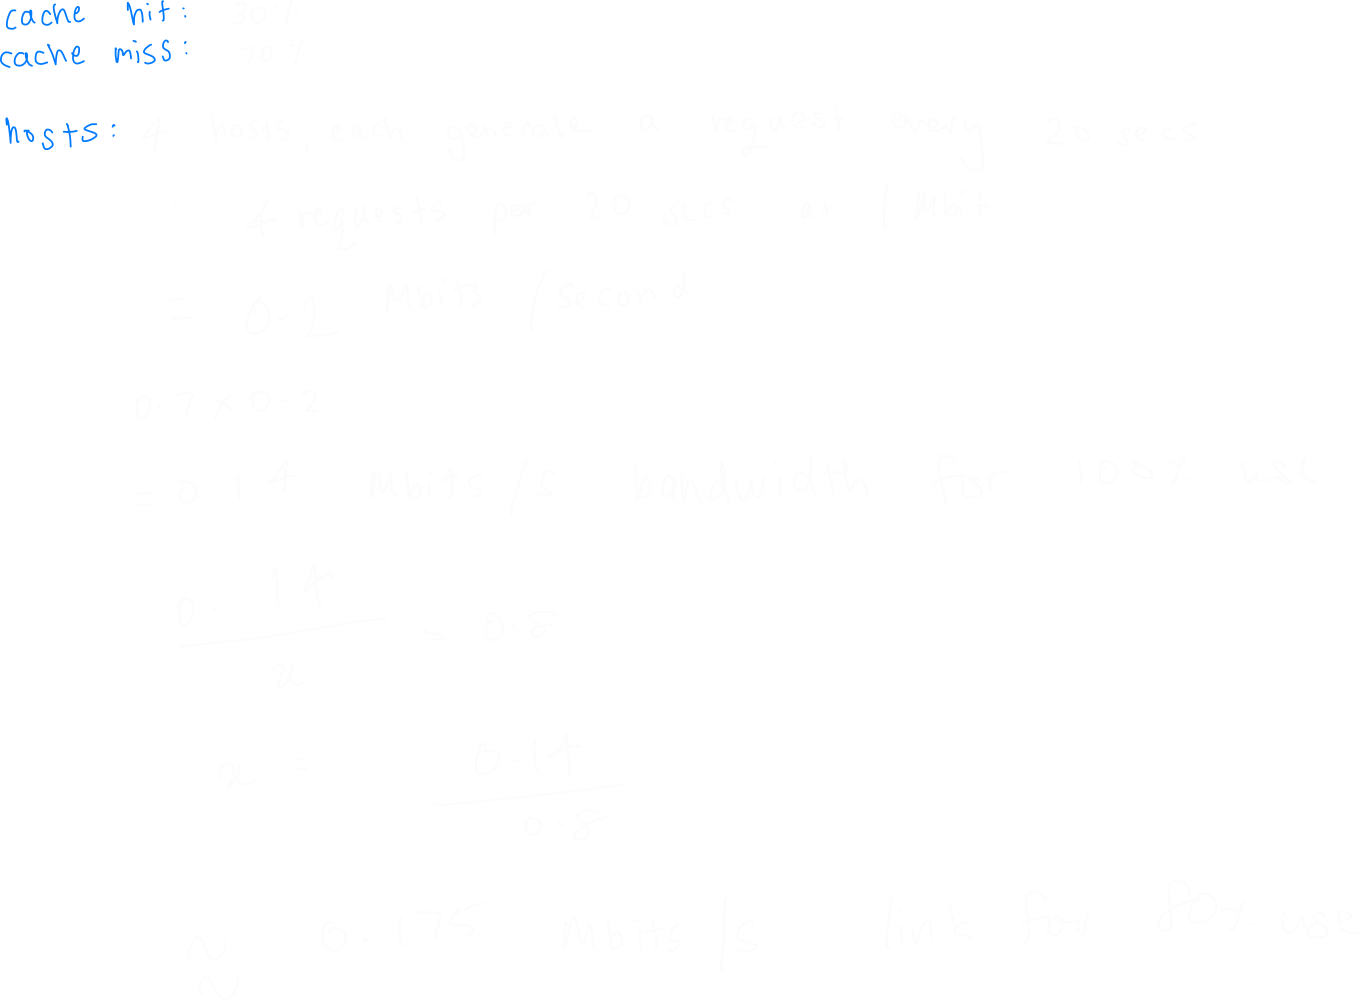 cache hit: 30%
cache miss: 70%
hosts: 4 hosts, each generate a request every 20 secs
4 requests per 20 secs at 1 Mbit
= 0.2 Mbits / second
0.7 x 0.2
= 0.14 Mbits / s bandwidth for 100% use
0.14 / x = 0.8
x = 0.14 / 0.8
≈ 0.175 Mbits / s link for 80% use